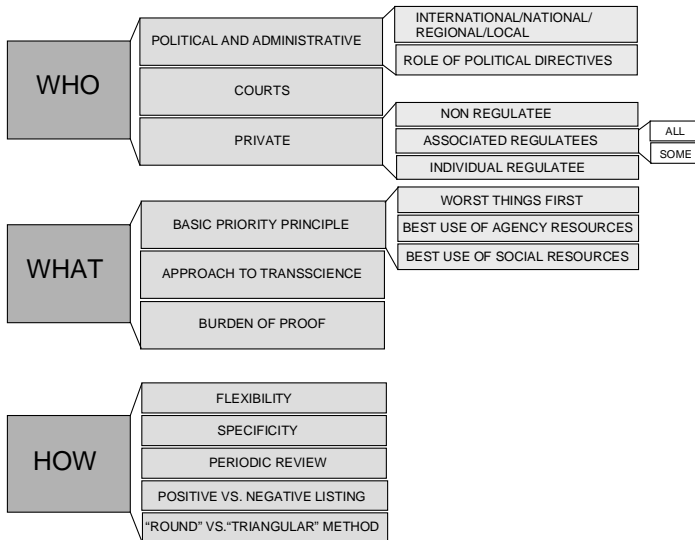 WHO
POLITICAL AND ADMINISTRATIVE
INTERNATIONAL/NATIONAL/
REGIONAL/LOCAL
ROLE OF POLITICAL DIRECTIVES
COURTS
PRIVATE
NON REGULATEE
ASSOCIATED REGULATEES
ALL
SOME
INDIVIDUAL REGULATEE
WHAT
BASIC PRIORITY PRINCIPLE
WORST THINGS FIRST
BEST USE OF AGENCY RESOURCES
BEST USE OF SOCIAL RESOURCES
APPROACH TO TRANSSCIENCE
BURDEN OF PROOF
HOW
FLEXIBILITY
SPECIFICITY
PERIODIC REVIEW
POSITIVE VS. NEGATIVE LISTING
“ROUND” VS.“TRIANGULAR” METHOD